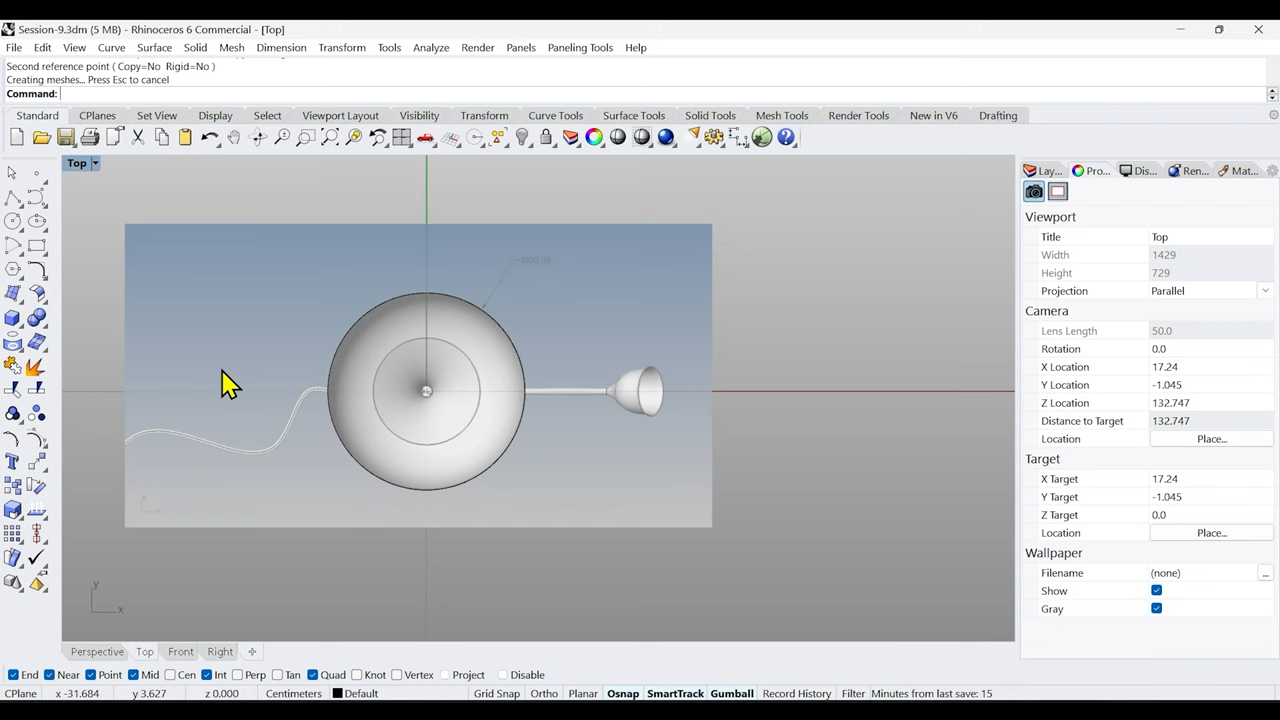 Session-9.3dm (5 MB) - Rhinoceros 6 Commercial - [Top]
File Edit View Curve Surface Solid Mesh Dimension Transform Tools Analyze Render Panels Paneling Tools Help
Second reference point ( Copy=No Rigid=No )
Creating meshes... Press Esc to cancel
Command:
Standard CPlanes Set View Display Select Viewport Layout Visibility Transform Curve Tools Surface Tools Solid Tools Mesh Tools Render Tools New in V6 Drafting
Top
Lay... Pro... Dis... Ren... Mat...
Viewport
Title Top
Width 1429
Height 729
Projection Parallel
Camera
Lens Length 50.0
Rotation 0.0
X Location 17.24
Y Location -1.045
Z Location 132.747
Distance to Target 132.747
Location Place...
Target
X Target 17.24
Y Target -1.045
Z Target 0.0
Location Place...
Wallpaper
Filename (none) ...
Show
Gray
y
x
Perspective Top Front Right
End Near Point Mid Cen Int Perp Tan Quad Knot Vertex Project Disable
CPlane x -31.684 y 3.627 z 0.000 Centimeters Default Grid Snap Ortho Planar Osnap SmartTrack Gumball Record History Filter Minutes from last save: 15